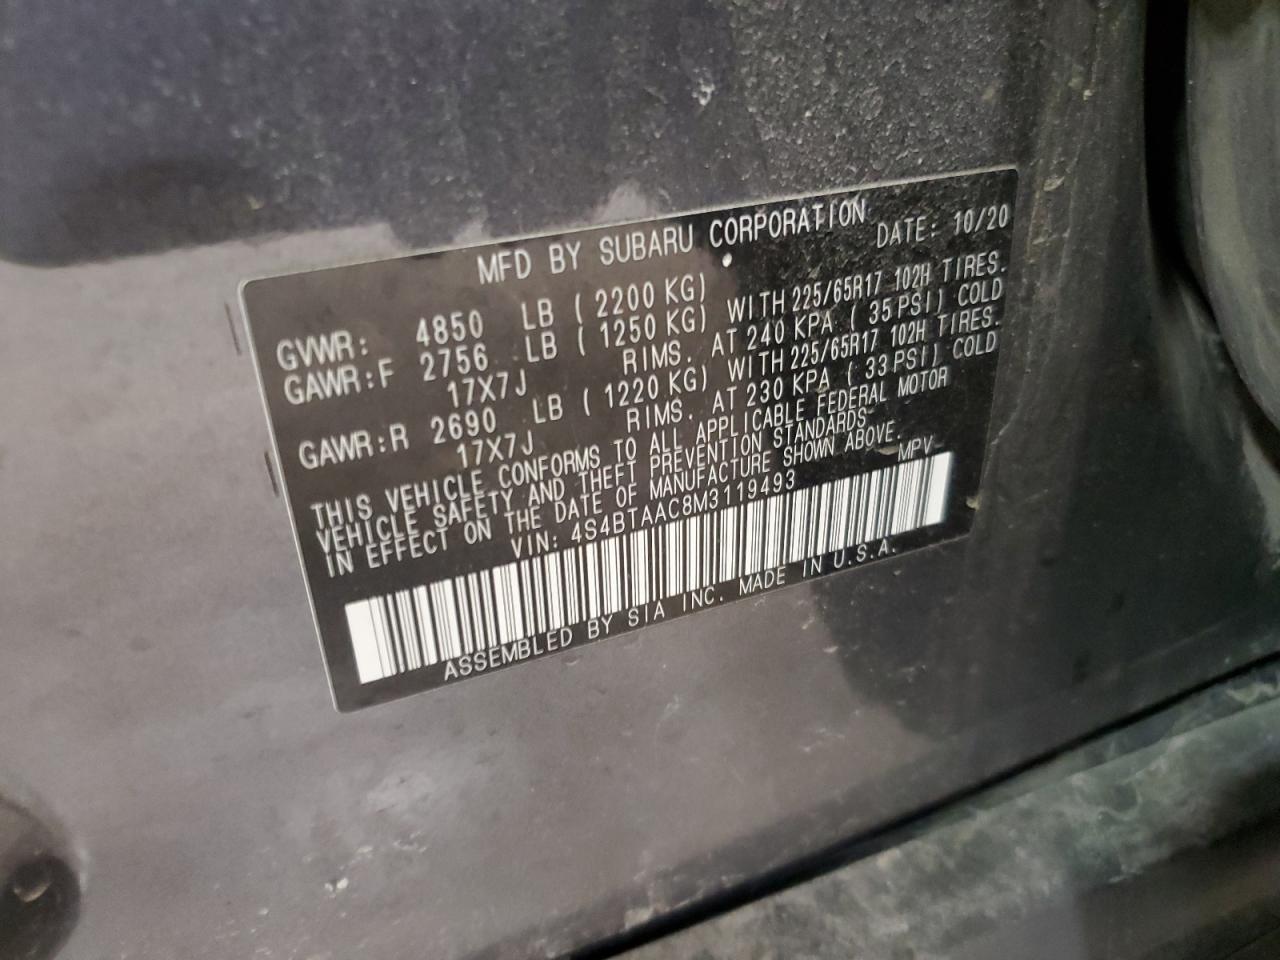 MFD BY SUBARU CORPORATION
DATE: 10/20
GVWR: 4850 LB ( 2200 KG)
GAWR:F 2756 LB ( 1250 KG) WITH 225/65R17 102H TIRES.
17X7J RIMS. AT 240 KPA ( 35 PSI) COLD
GAWR:R 2690 LB ( 1220 KG) WITH 225/65R17 102H TIRES.
17X7J RIMS. AT 230 KPA ( 33 PSI) COLD
THIS VEHICLE CONFORMS TO ALL APPLICABLE FEDERAL MOTOR
VEHICLE SAFETY AND THEFT PREVENTION STANDARDS
IN EFFECT ON THE DATE OF MANUFACTURE SHOWN ABOVE.
VIN: 4S4BTAAC8M3119493 MPV
ASSEMBLED BY SIA INC. MADE IN U.S.A.